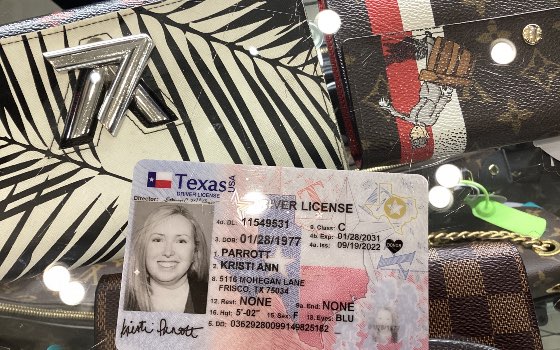 Texas USA
DRIVER LICENSE
DRIVER LICENSE
Director:
4d. DL: 11549531 9. Class: C
3. DOB: 01/28/1977 4b. Exp: 01/28/2031
4a. Iss: 09/19/2022
DONOR
1. PARROTT
2. KRISTI ANN
8. 5116 MOHEGAN LANE
FRISCO, TX 75034
12. Rest: NONE 9a. End: NONE
16. Hgt: 5'-02" 15. Sex: F 18. Eyes: BLU
5. DD: 03629280099149825182
Kristi Parrott